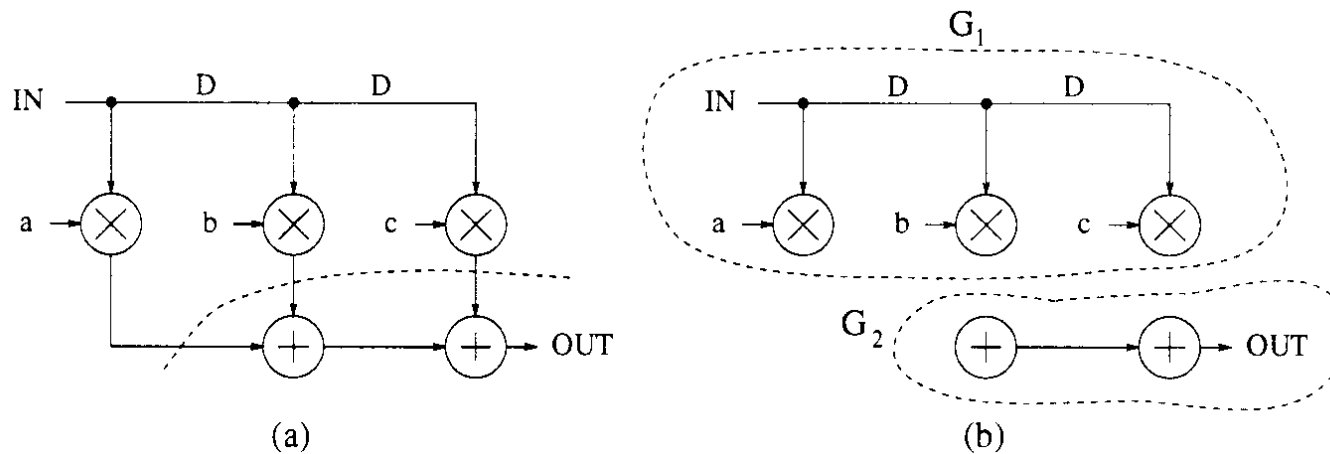 G1
IN D D
IN D D
a b c
a b c
G2
OUT
OUT
(a)
(b)